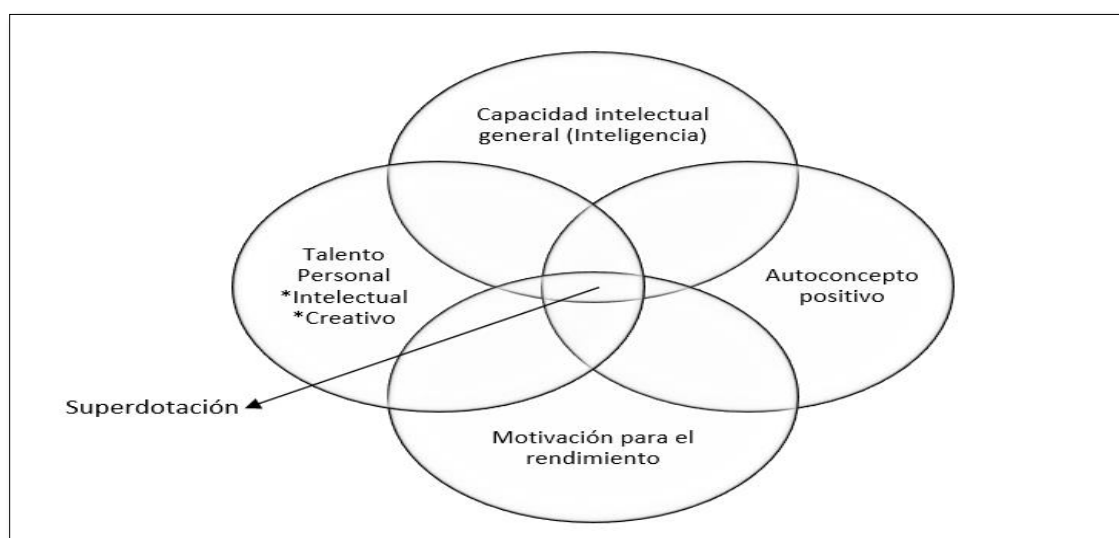 Capacidad intelectual
general (Inteligencia)
Talento
Personal
*Intelectual
*Creativo
Autoconcepto
positivo
Superdotación
Motivación para el
rendimiento